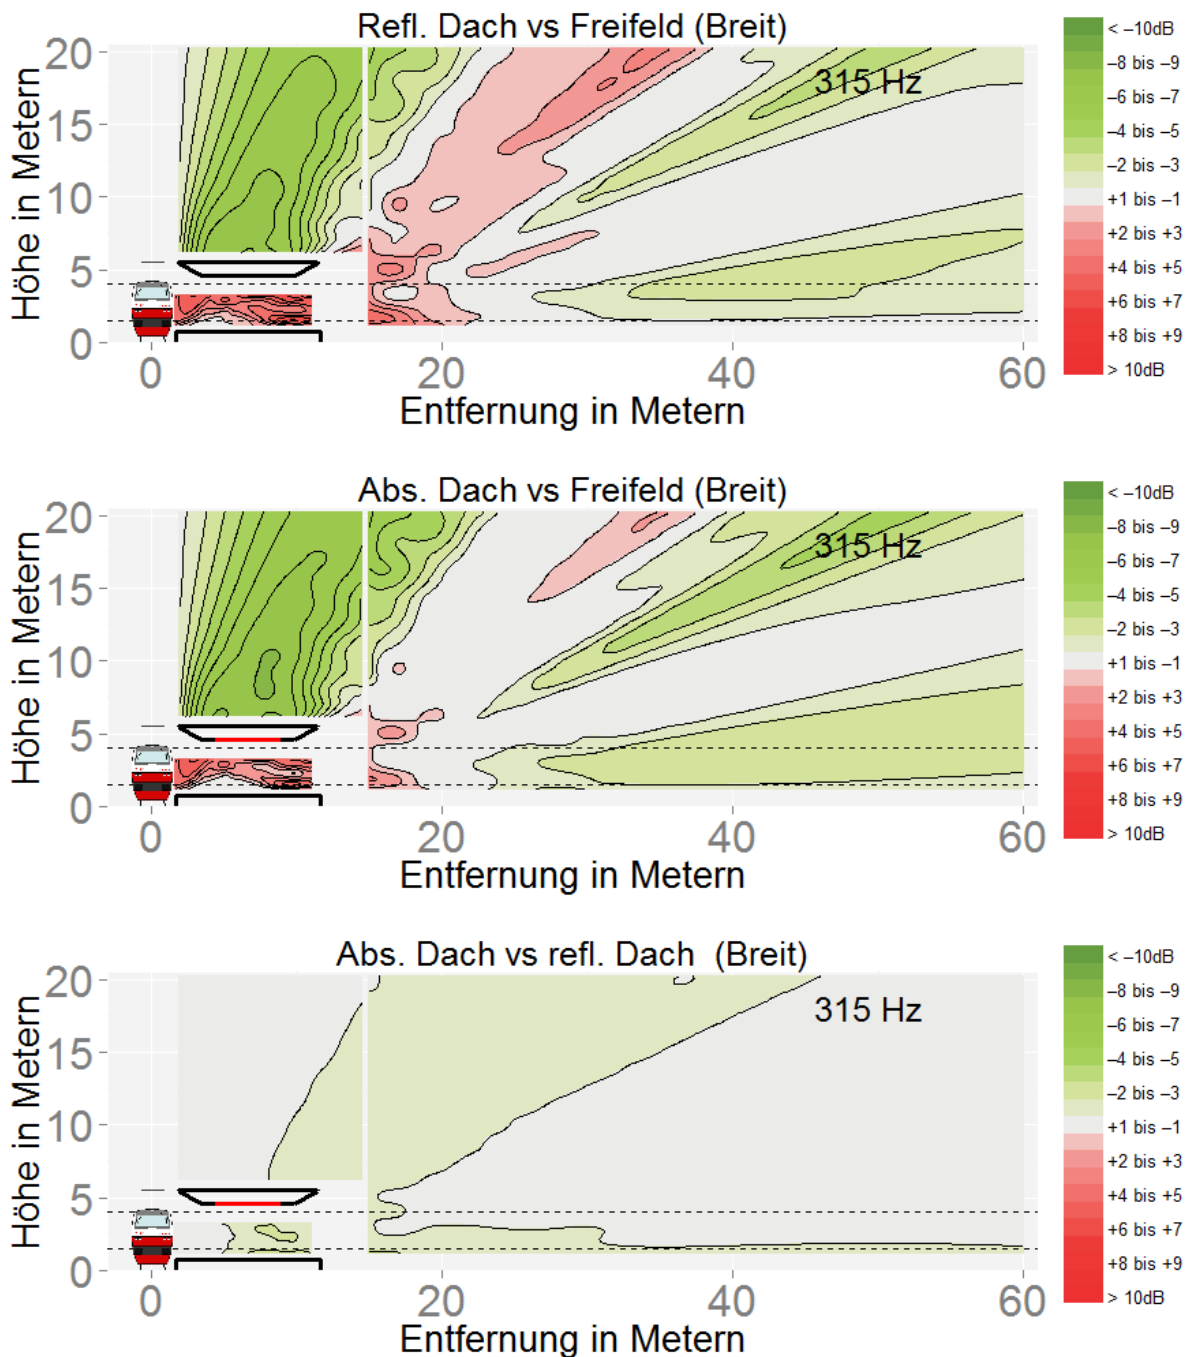 Refl. Dach vs Freifeld (Breit)
Höhe in Metern
20
15
10
5
0
315 Hz
0
20
40
60
Entfernung in Metern
< –10dB
–8 bis –9
–6 bis –7
–4 bis –5
–2 bis –3
+1 bis –1
+2 bis +3
+4 bis +5
+6 bis +7
+8 bis +9
> 10dB
Abs. Dach vs Freifeld (Breit)
Höhe in Metern
20
15
10
5
0
315 Hz
0
20
40
60
Entfernung in Metern
< –10dB
–8 bis –9
–6 bis –7
–4 bis –5
–2 bis –3
+1 bis –1
+2 bis +3
+4 bis +5
+6 bis +7
+8 bis +9
> 10dB
Abs. Dach vs refl. Dach (Breit)
Höhe in Metern
20
15
10
5
0
315 Hz
0
20
40
60
Entfernung in Metern
< –10dB
–8 bis –9
–6 bis –7
–4 bis –5
–2 bis –3
+1 bis –1
+2 bis +3
+4 bis +5
+6 bis +7
+8 bis +9
> 10dB